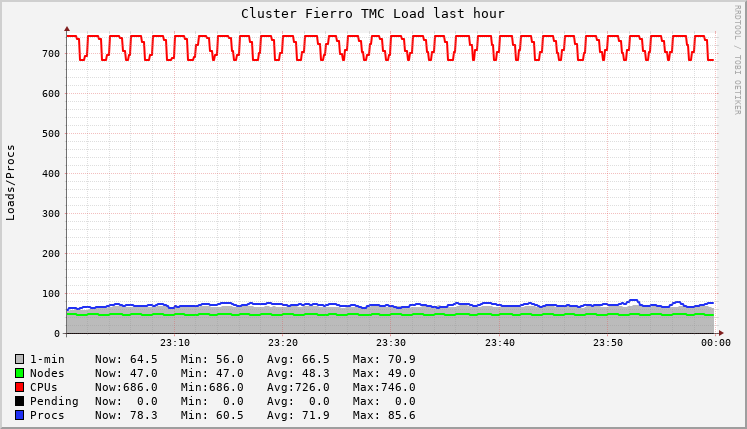 Cluster Fierro TMC Load last hour
RRDTOOL / TOBI OETIKER
Loads/Procs
700
600
500
400
300
200
100
0
23:10 23:20 23:30 23:40 23:50 00:00
1-min Now: 64.5 Min: 56.0 Avg: 66.5 Max: 70.9
Nodes Now: 47.0 Min: 47.0 Avg: 48.3 Max: 49.0
CPUs Now:686.0 Min:686.0 Avg:726.0 Max:746.0
Pending Now: 0.0 Min: 0.0 Avg: 0.0 Max: 0.0
Procs Now: 78.3 Min: 60.5 Avg: 71.9 Max: 85.6